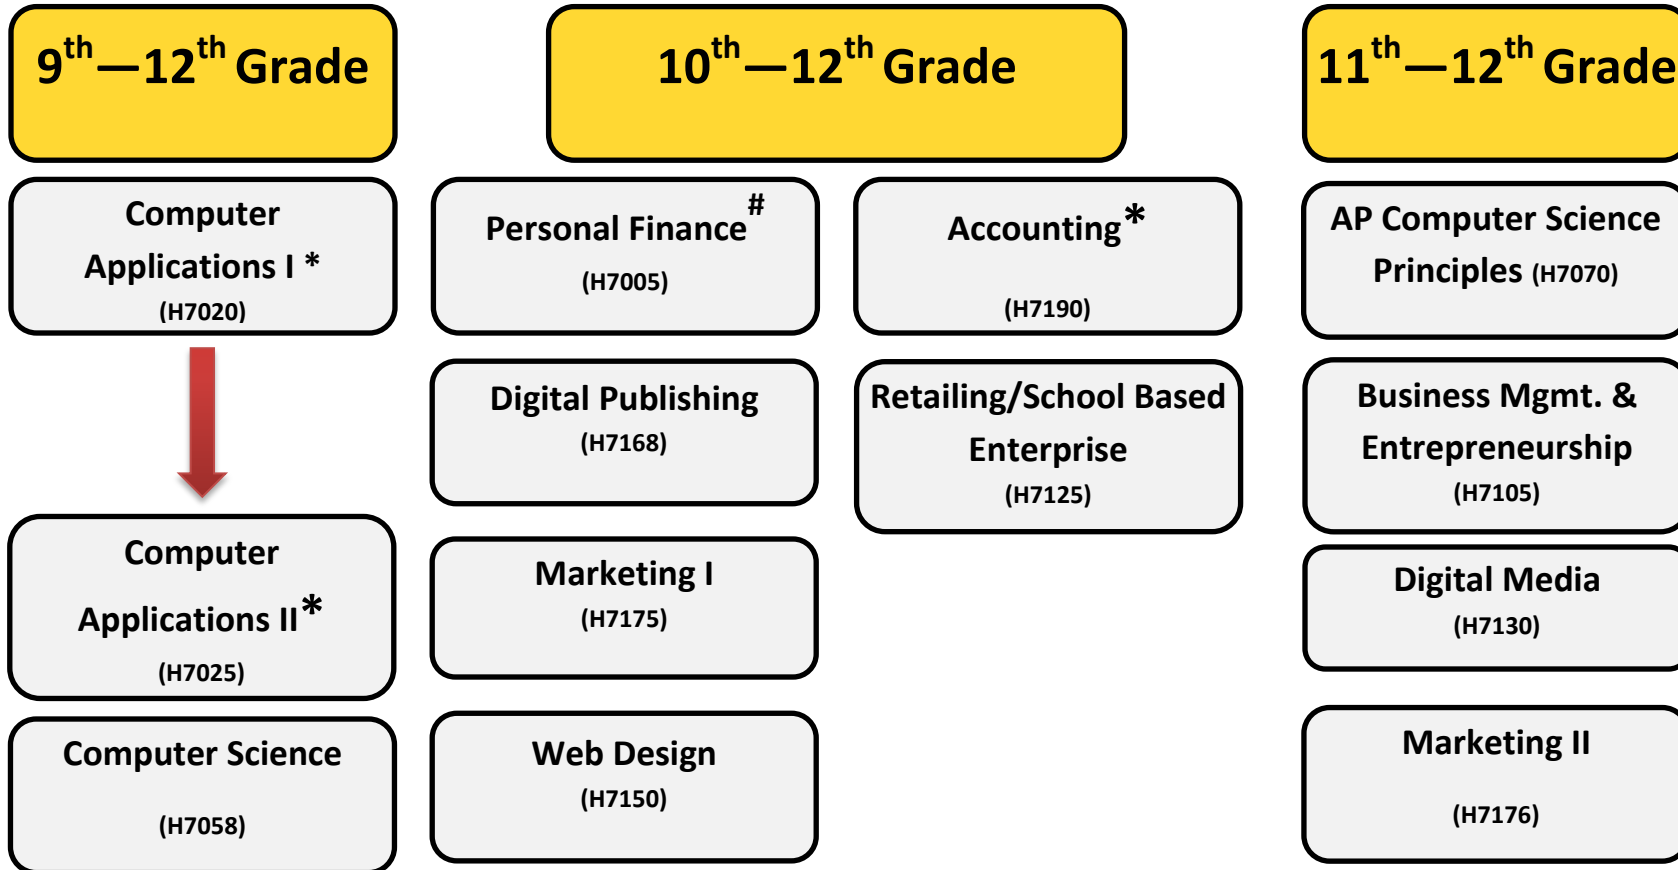 9th—12th Grade
10th—12th Grade
11th—12th Grade
Computer
Applications I *
(H7020)
Computer
Applications II*
(H7025)
Computer Science
(H7058)
Personal Finance#
(H7005)
Digital Publishing
(H7168)
Marketing I
(H7175)
Web Design
(H7150)
Accounting*
(H7190)
Retailing/School Based
Enterprise
(H7125)
AP Computer Science
Principles (H7070)
Business Mgmt. &
Entrepreneurship
(H7105)
Digital Media
(H7130)
Marketing II
(H7176)